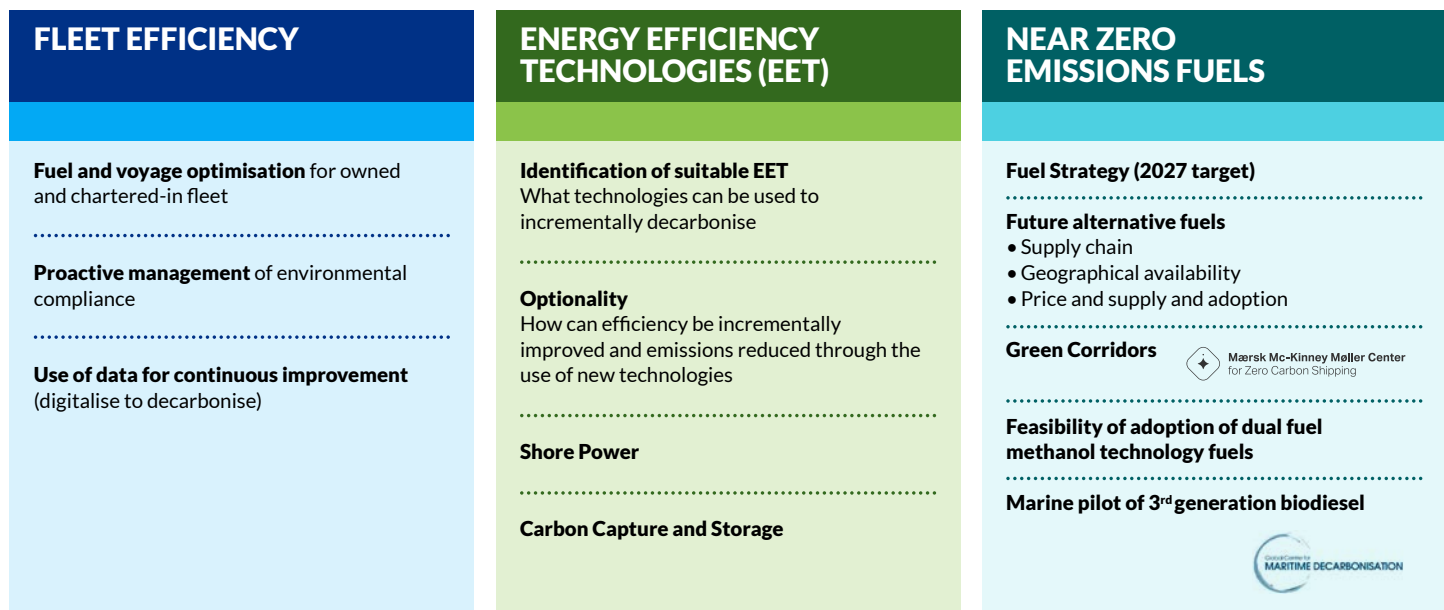 FLEET EFFICIENCY
Fuel and voyage optimisation for owned
and chartered-in fleet
Proactive management of environmental
compliance
Use of data for continuous improvement
(digitalise to decarbonise)
ENERGY EFFICIENCY
TECHNOLOGIES (EET)
Identification of suitable EET
What technologies can be used to
incrementally decarbonise
Optionality
How can efficiency be incrementally
improved and emissions reduced through the
use of new technologies
Shore Power
Carbon Capture and Storage
NEAR ZERO
EMISSIONS FUELS
Fuel Strategy (2027 target)
Future alternative fuels
• Supply chain
• Geographical availability
• Price and supply and adoption
Green Corridors
Mærsk Mc-Kinney Møller Center
for Zero Carbon Shipping
Feasibility of adoption of dual fuel
methanol technology fuels
Marine pilot of 3rd generation biodiesel
Global Centre for
MARITIME DECARBONISATION